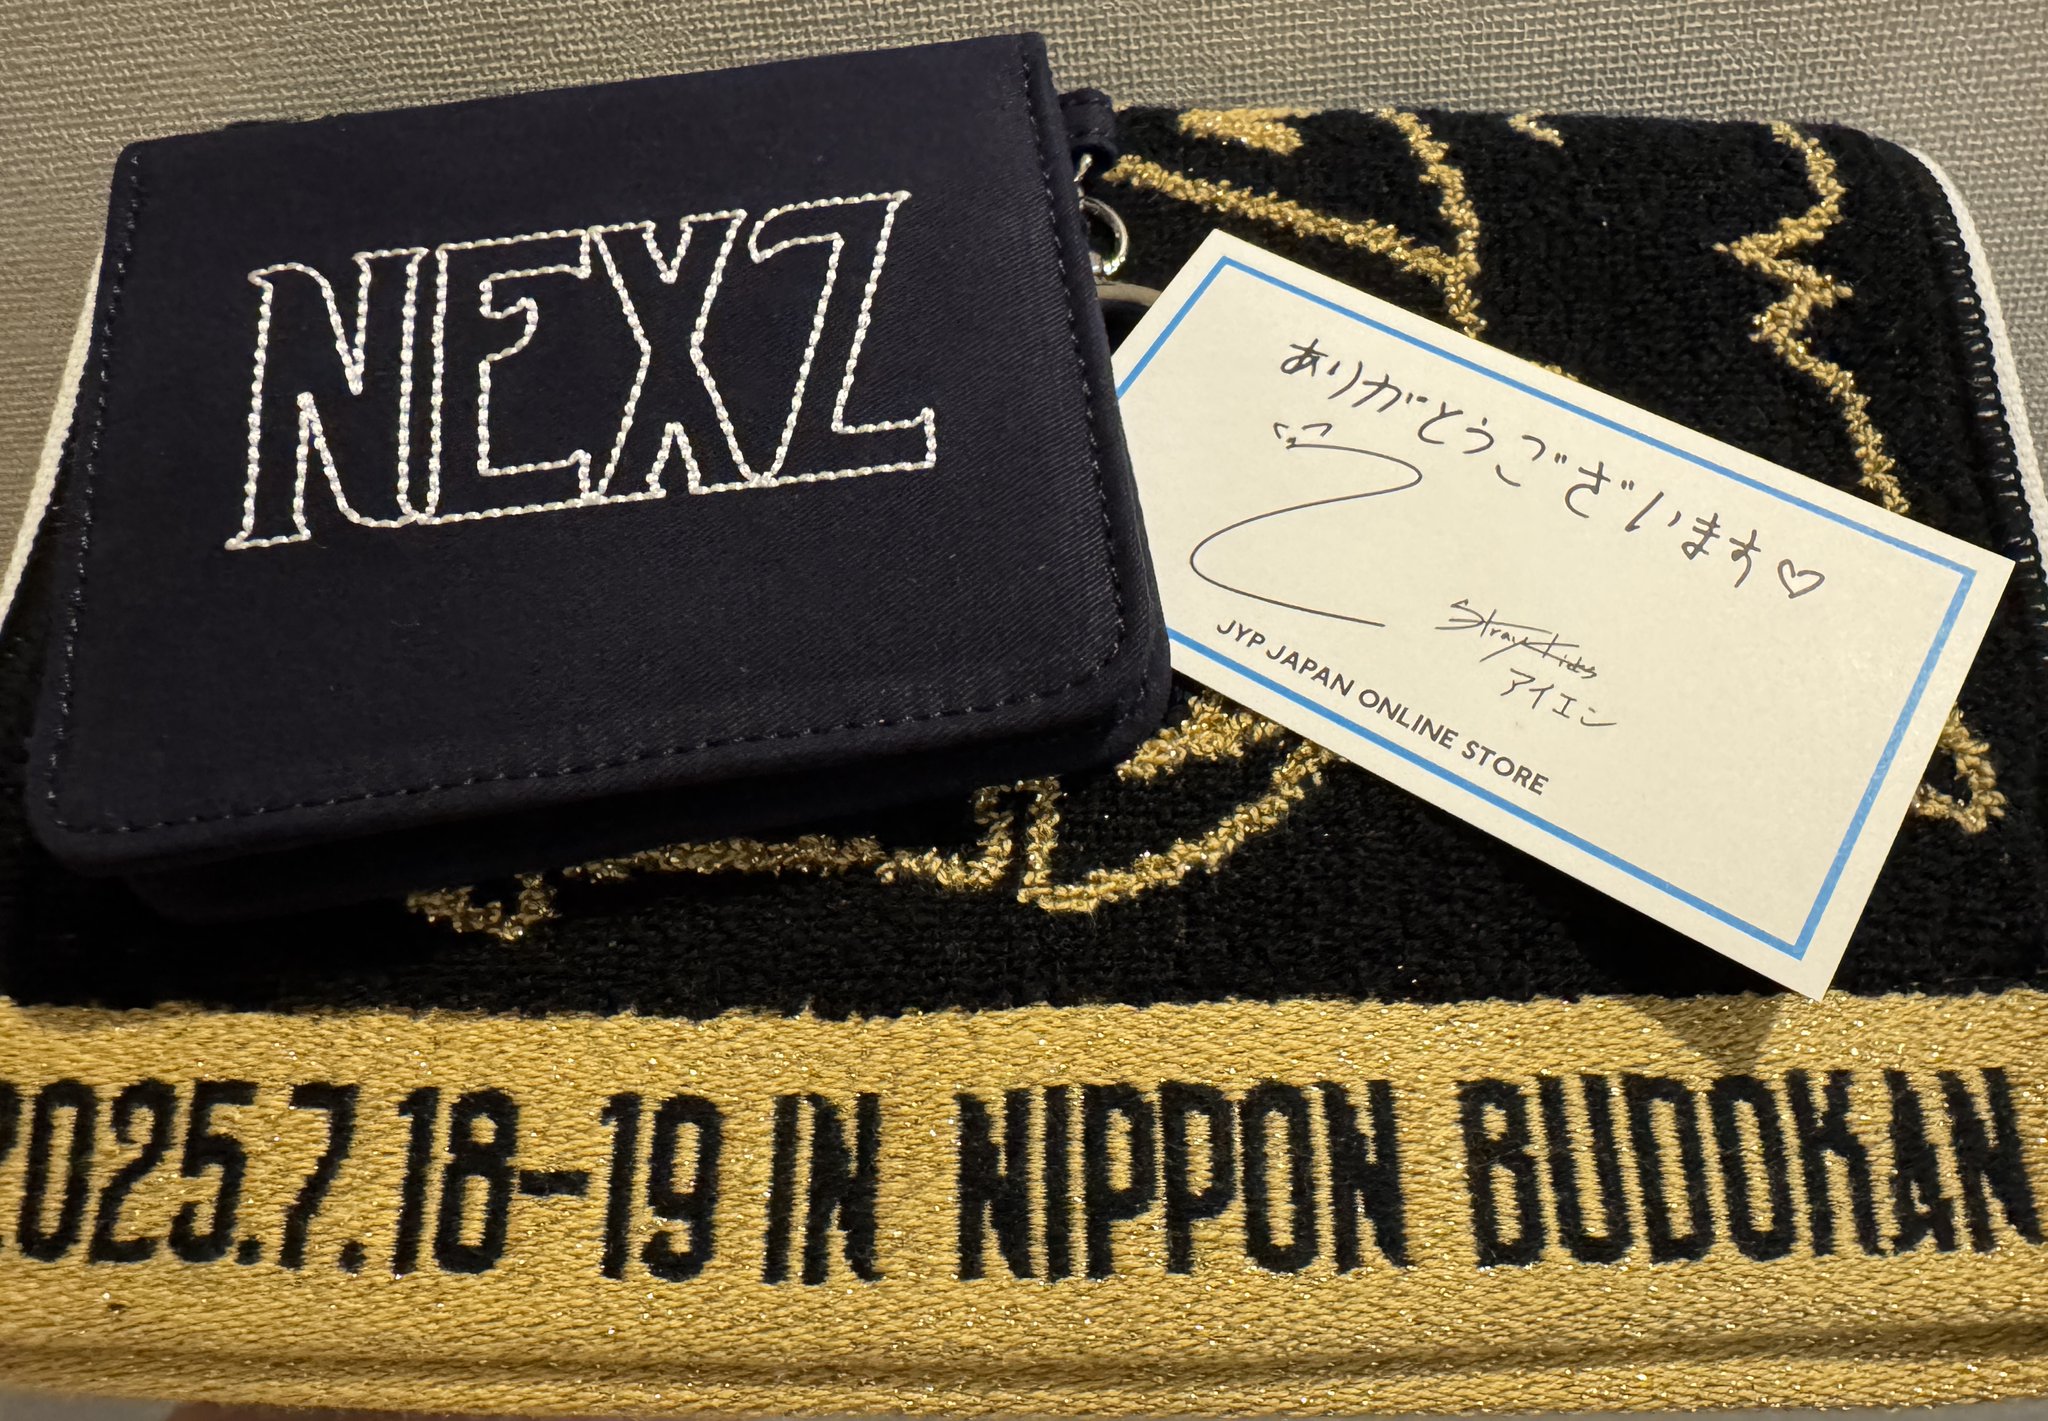 NEXZ
ありがとうございます♡
Stray Kids
アイエン
JYP JAPAN ONLINE STORE
2025.7.18-19 IN NIPPON BUDOKAN